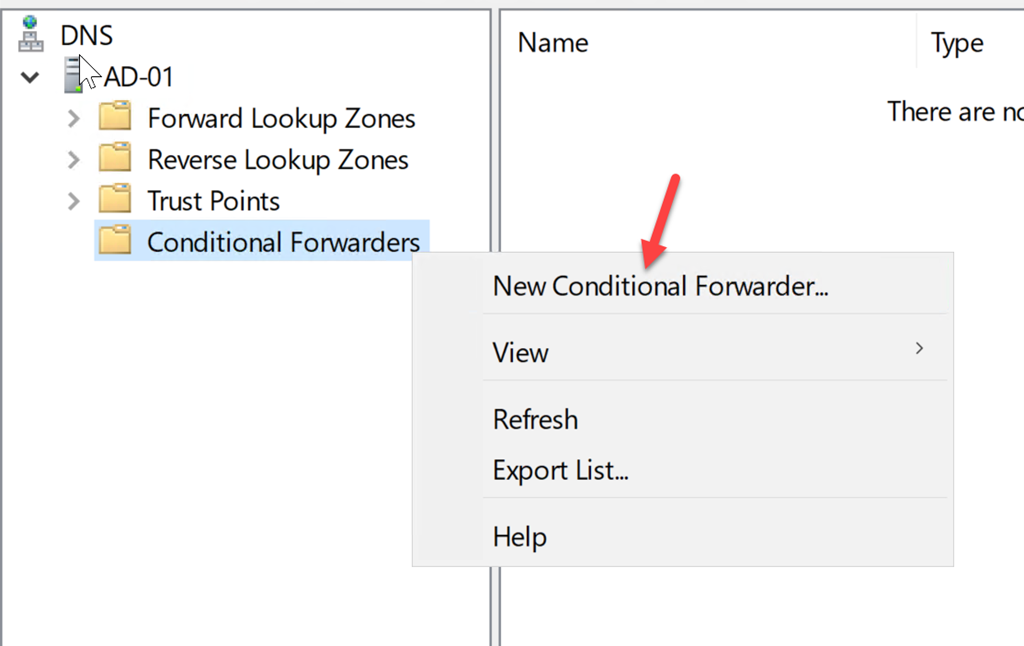 DNS
AD-01
Forward Lookup Zones
Reverse Lookup Zones
Trust Points
Conditional Forwarders
Name
Type
There are no
New Conditional Forwarder...
View
Refresh
Export List...
Help